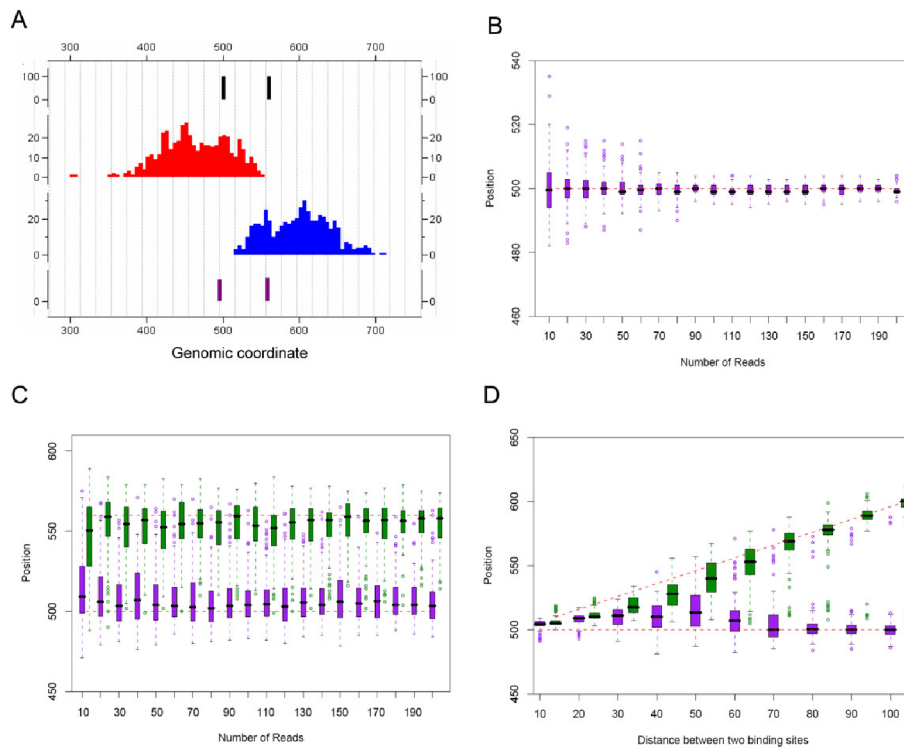 A
300 400 500 600 700
100 100
0 0
20 20
10 10
0 0
20 20
0 0
0 0
300 400 500 600 700
Genomic coordinate
B
540
520
500
480
460
Position
10 30 50 70 90 110 130 150 170 190
Number of Reads
C
600
550
500
450
Position
10 30 50 70 90 110 130 150 170 190
Number of Reads
D
650
600
550
500
450
Position
10 20 30 40 50 60 70 80 90 100
Distance between two binding sites